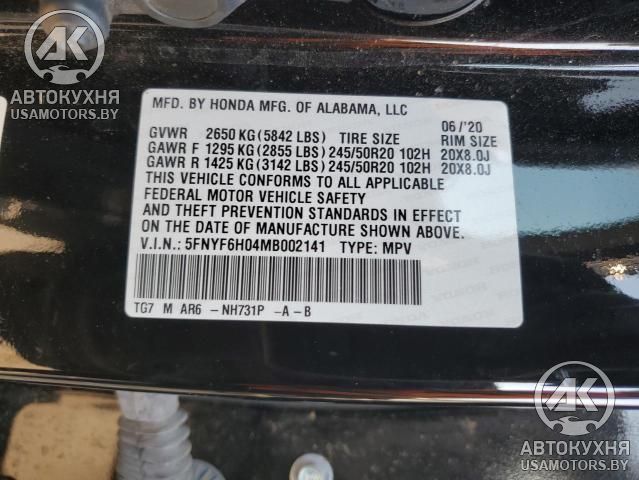 AK
АВТОКУХНЯ
USAMOTORS.BY
MFD. BY HONDA MFG. OF ALABAMA, LLC
06/'20
GVWR 2650 KG (5842 LBS) TIRE SIZE RIM SIZE
GAWR F 1295 KG (2855 LBS) 245/50R20 102H 20X8.0J
GAWR R 1425 KG (3142 LBS) 245/50R20 102H 20X8.0J
THIS VEHICLE CONFORMS TO ALL APPLICABLE
FEDERAL MOTOR VEHICLE SAFETY
AND THEFT PREVENTION STANDARDS IN EFFECT
ON THE DATE OF MANUFACTURE SHOWN ABOVE.
V.I.N.: 5FNYF6H04MB002141 TYPE: MPV
TG7 M AR6 -NH731P -A-B
AK
АВТОКУХНЯ
USAMOTORS.BY